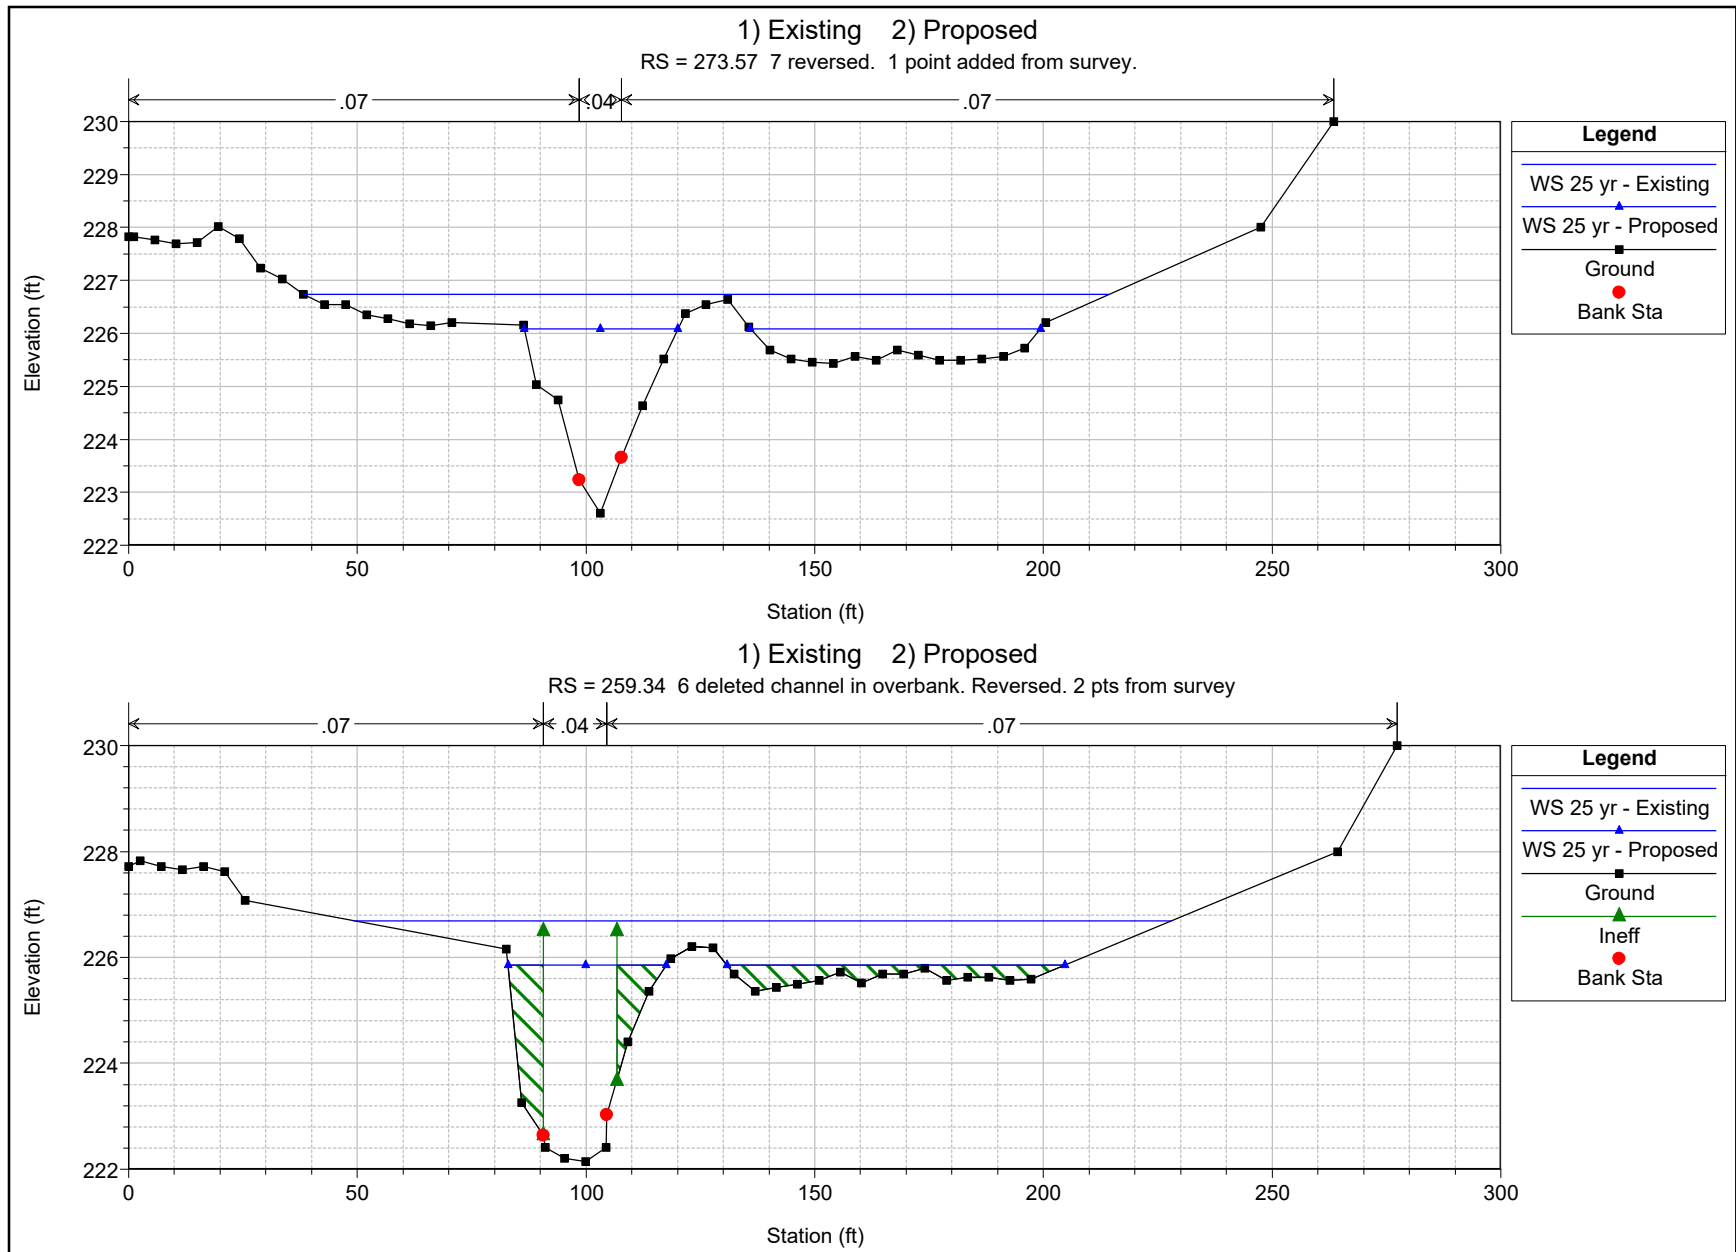 1) Existing    2) Proposed
RS = 273.57  7 reversed.  1 point added from survey.
.07 .04 .07
230
229
228
227
226
225
224
223
222
Elevation (ft)
0 50 100 150 200 250 300
Station (ft)
Legend
WS 25 yr - Existing
WS 25 yr - Proposed
Ground
Bank Sta
1) Existing    2) Proposed
RS = 259.34  6 deleted channel in overbank. Reversed. 2 pts from survey
.07 .04 .07
230
228
226
224
222
Elevation (ft)
0 50 100 150 200 250 300
Station (ft)
Legend
WS 25 yr - Existing
WS 25 yr - Proposed
Ground
Ineff
Bank Sta